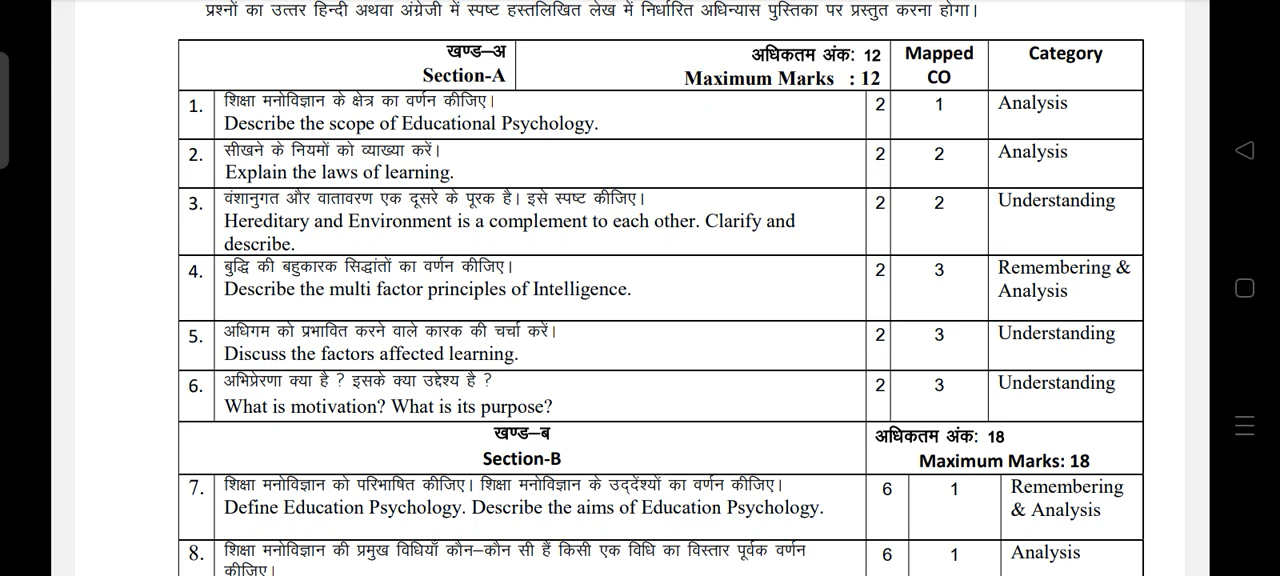 प्रश्नों का उत्तर हिन्दी अथवा अंग्रेजी में स्पष्ट हस्तलिखित लेख में निर्धारित अधिन्यास पुस्तिका पर प्रस्तुत करना होगा।
खण्ड–अ अधिकतम अंक: 12 Mapped Category
Section-A Maximum Marks : 12 CO
1. शिक्षा मनोविज्ञान के क्षेत्र का वर्णन कीजिए। 2 1 Analysis
Describe the scope of Educational Psychology.
2. सीखने के नियमों को व्याख्या करें। 2 2 Analysis
Explain the laws of learning.
3. वंशानुगत और वातावरण एक दूसरे के पूरक है। इसे स्पष्ट कीजिए। 2 2 Understanding
Hereditary and Environment is a complement to each other. Clarify and
describe.
4. बुद्धि की बहुकारक सिद्धांतों का वर्णन कीजिए। 2 3 Remembering &
Describe the multi factor principles of Intelligence. Analysis
5. अधिगम को प्रभावित करने वाले कारक की चर्चा करें। 2 3 Understanding
Discuss the factors affected learning.
6. अभिप्रेरणा क्या है ? इसके क्या उद्देश्य है ? 2 3 Understanding
What is motivation? What is its purpose?
खण्ड–ब अधिकतम अंक: 18
Section-B Maximum Marks: 18
7. शिक्षा मनोविज्ञान को परिभाषित कीजिए। शिक्षा मनोविज्ञान के उद्देंश्यों का वर्णन कीजिए। 6 1 Remembering
Define Education Psychology. Describe the aims of Education Psychology. & Analysis
8. शिक्षा मनोविज्ञान की प्रमुख विधियाँ कौन–कौन सी हैं किसी एक विधि का विस्तार पूर्वक वर्णन 6 1 Analysis
कीजिए।